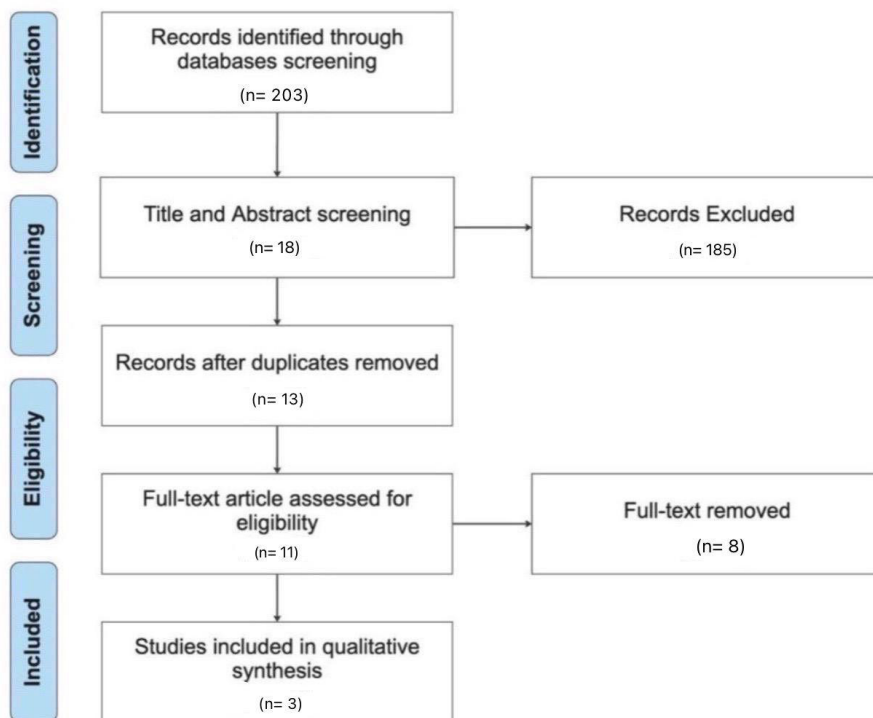 Identification
Records identified through
databases screening
(n= 203)
Screening
Title and Abstract screening
(n= 18)
Records Excluded
(n= 185)
Records after duplicates removed
(n= 13)
Eligibility
Full-text article assessed for
eligibility
(n= 11)
Full-text removed
(n= 8)
Included
Studies included in qualitative
synthesis
(n= 3)